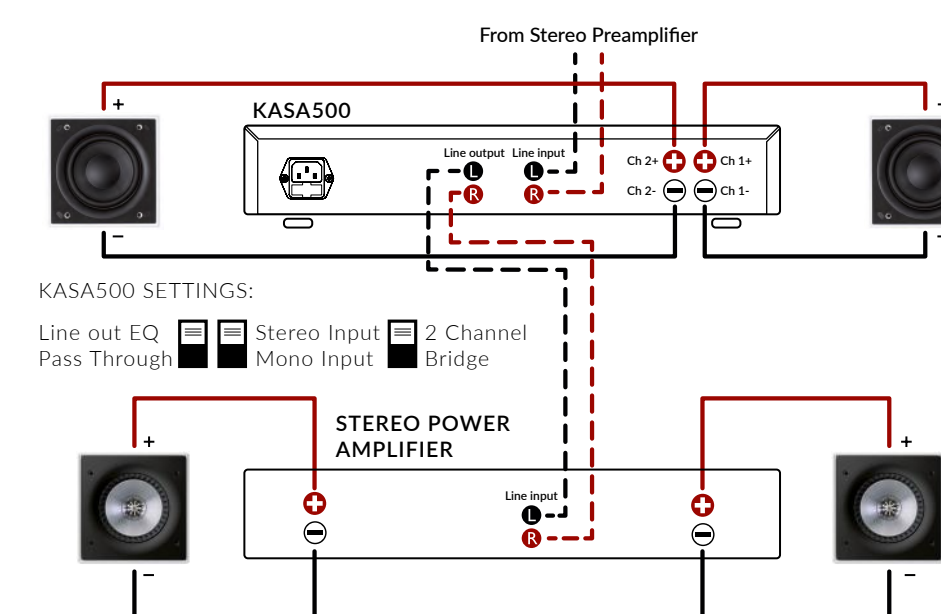 From Stereo Preamplifier
+
KASA500
Line output Line input
L L
R R
Ch 2+ Ch 1+
Ch 2- Ch 1-
−
KASA500 SETTINGS:
Line out EQ Stereo Input 2 Channel
Pass Through Mono Input Bridge
STEREO POWER
AMPLIFIER
+ +
Line input
L
R
− −